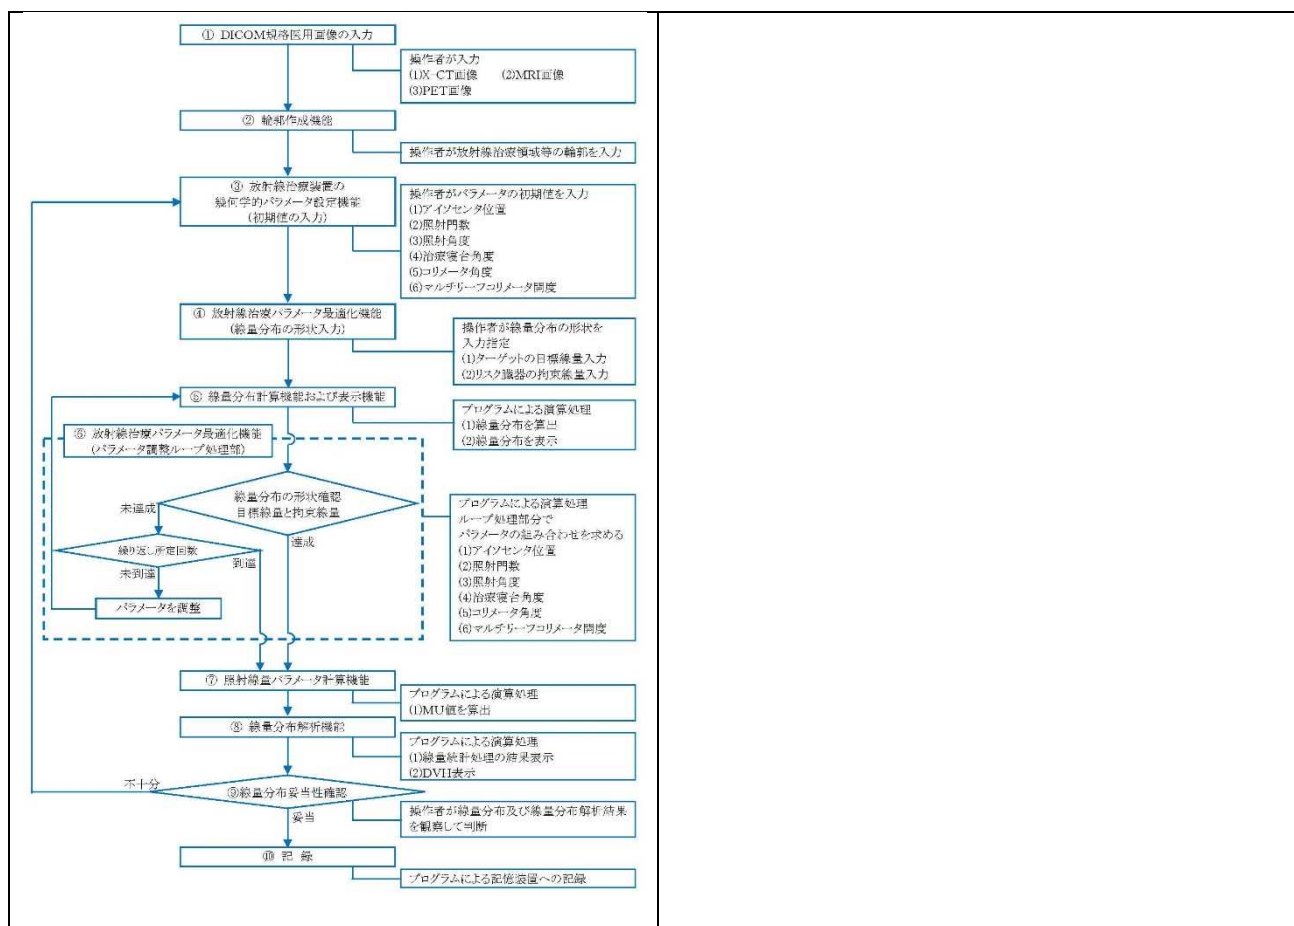 ① DICOM規格医用画像の入力
操作者が入力
(1)X-CT画像 (2)MRI画像
(3)PET画像
② 輪郭作成機能
操作者が放射線治療領域等の輪郭を入力
③ 放射線治療装置の
幾何学的パラメータ設定機能
(初期値の入力)
操作者がパラメータの初期値を入力
(1)アイソセンタ位置
(2)照射門数
(3)照射角度
(4)治療寝台角度
(5)コリメータ角度
(6)マルチリーフコリメータ開度
④ 放射線治療パラメータ最適化機能
(線量分布の形状入力)
操作者が線量分布の形状を
入力指定
(1)ターゲットの目標線量入力
(2)リスク臓器の拘束線量入力
⑤ 線量分布計算機能および表示機能
プログラムによる演算処理
(1)線量分布を算出
(2)線量分布を表示
⑥ 放射線治療パラメータ最適化機能
(パラメータ調整ループ処理部)
線量分布の形状確認
目標線量と拘束線量
未達成
達成
繰り返し所定回数
到達
未到達
パラメータを調整
プログラムによる演算処理
ループ処理部分で
パラメータの組み合わせを求める
(1)アイソセンタ位置
(2)照射門数
(3)照射角度
(4)治療寝台角度
(5)コリメータ角度
(6)マルチリーフコリメータ開度
⑦ 照射線量パラメータ計算機能
プログラムによる演算処理
(1)MU値を算出
⑧ 線量分布解析機能
プログラムによる演算処理
(1)線量統計処理の結果表示
(2)DVH表示
不十分
⑨線量分布妥当性確認
妥当
操作者が線量分布及び線量分布解析結果
を観察して判断
⑩ 記 録
プログラムによる記憶装置への記録